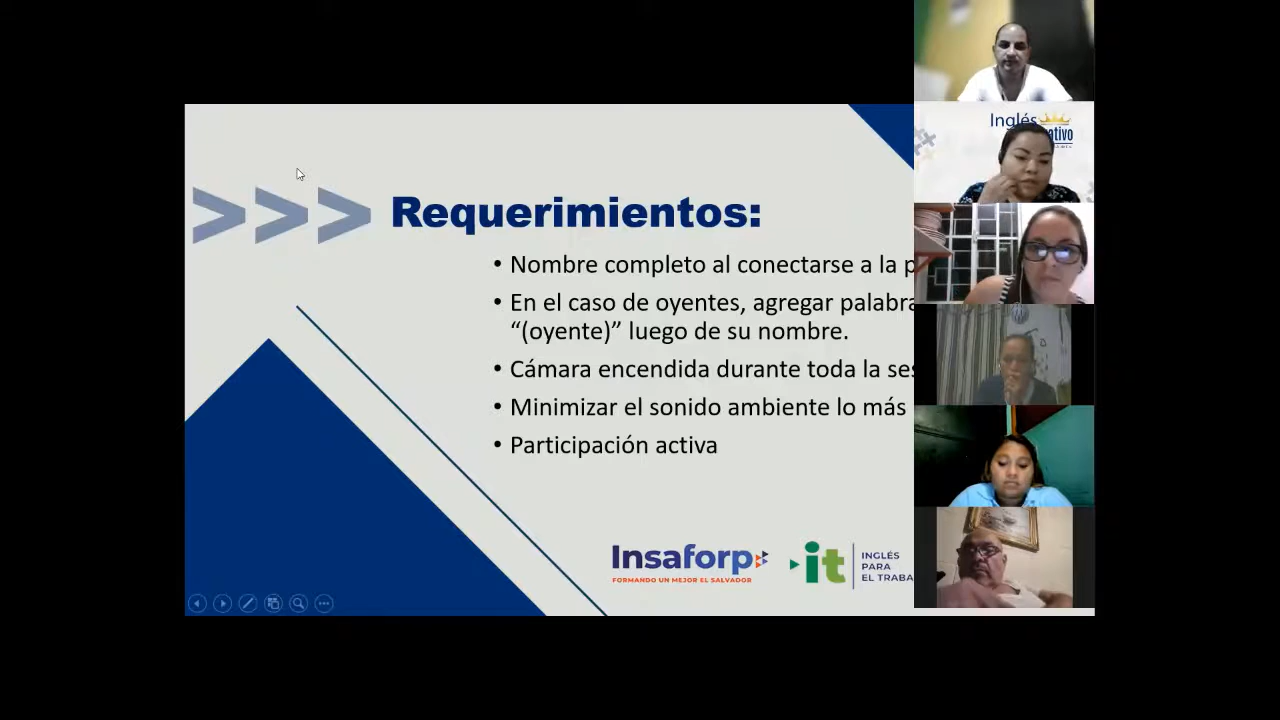 Inglés
ativo
>>> Requerimientos:
• Nombre completo al conectarse a la p
• En el caso de oyentes, agregar palabra
“(oyente)” luego de su nombre.
• Cámara encendida durante toda la ses
• Minimizar el sonido ambiente lo más
• Participación activa
Insaforp
FORMANDO UN MEJOR EL SALVADOR
it
INGLÉS
PARA
EL TRABA